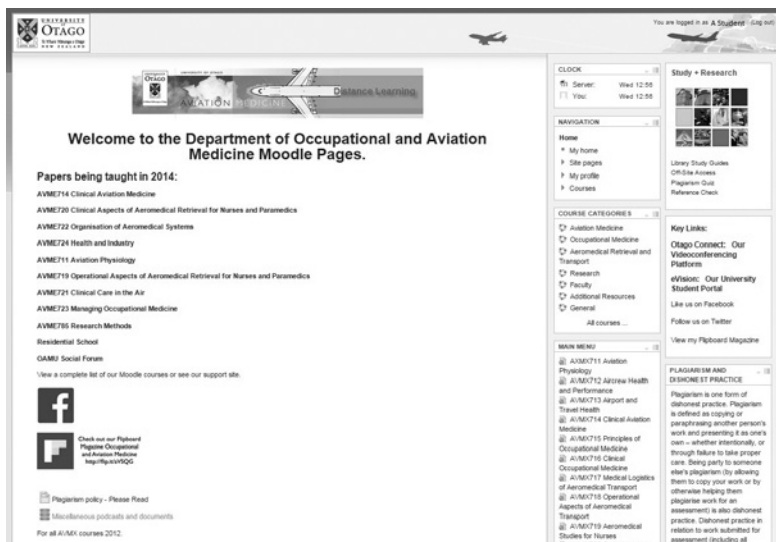 UNIVERSITY
of
OTAGO
Te Whare Wānanga o Otago
NEW ZEALAND
You are logged in as A Student (Log out)
OTAGO
UNIVERSITY OF OTAGO
AVIATION MEDICINE
Distance Learning
Welcome to the Department of Occupational and Aviation
Medicine Moodle Pages.
Papers being taught in 2014:
AVME714 Clinical Aviation Medicine
AVME720 Clinical Aspects of Aeromedical Retrieval for Nurses and Paramedics
AVME722 Organisation of Aeromedical Systems
AVME724 Health and Industry
AVME711 Aviation Physiology
AVME719 Operational Aspects of Aeromedical Retrieval for Nurses and Paramedics
AVME721 Clinical Care in the Air
AVME723 Managing Occupational Medicine
AVME785 Research Methods
Residential School
OAMU Social Forum
View a complete list of our Moodle courses or see our support site.
Check out our Flipboard
Magazine Occupational
and Aviation Medicine
Plagiarism policy - Please Read
Miscellaneous podcasts and documents
For all AVMX courses 2012.
CLOCK
Server: Wed 12:56
You: Wed 12:56
NAVIGATION
Home
My home
Site pages
My profile
Courses
COURSE CATEGORIES
Aviation Medicine
Occupational Medicine
Aeromedical Retrieval and
Transport
Research
Faculty
Additional Resources
General
All courses ...
MAIN MENU
AXMX711 Aviation
Physiology
AVMX712 Aircrew Health
and Performance
AVMX713 Airport and
Travel Health
AVMX714 Clinical Aviation
Medicine
AVMX715 Principles of
Occupational Medicine
AVMX716 Clinical
Occupational Medicine
AVMX717 Medical Logistics
of Aeromedical Transport
AVMX718 Operational
Aspects of Aeromedical
Transport
AVMX719 Aeromedical
Studies for Nurses
Study + Research
Library Study Guides
Off-Site Access
Plagiarism Quiz
Reference Check
Key Links:
Otago Connect: Our
Videoconferencing
Platform
eVision: Our University
Student Portal
Like us on Facebook
Follow us on Twitter
View my Flipboard Magazine
PLAGIARISM AND
DISHONEST PRACTICE
Plagiarism is one form of
dishonest practice. Plagiarism
is defined as copying or
paraphrasing another person's
work and presenting it as one's
own – whether intentionally, or
through failure to take proper
care. Being party to someone
else's plagiarism (by allowing
them to copy your work or by
otherwise helping them
plagiarise work for an
assessment) is also dishonest
practice. Dishonest practice in
relation to work submitted for
assessment (including all